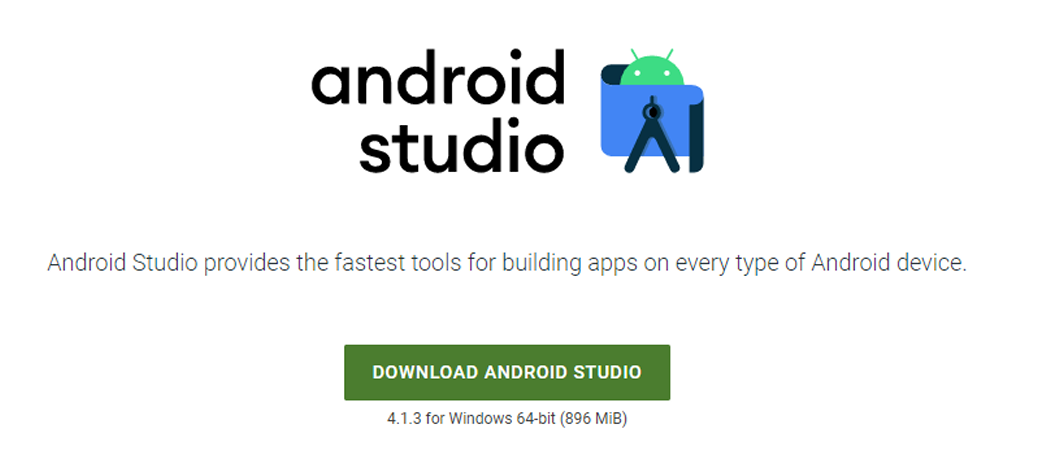 android
studio
Android Studio provides the fastest tools for building apps on every type of Android device.
DOWNLOAD ANDROID STUDIO
4.1.3 for Windows 64-bit (896 MiB)